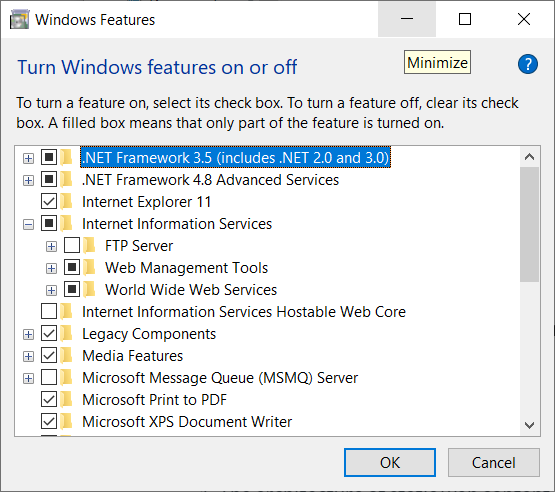 Windows Features
Turn Windows features on or off
Minimize
?
To turn a feature on, select its check box. To turn a feature off, clear its check
box. A filled box means that only part of the feature is turned on.
.NET Framework 3.5 (includes .NET 2.0 and 3.0)
.NET Framework 4.8 Advanced Services
Internet Explorer 11
Internet Information Services
FTP Server
Web Management Tools
World Wide Web Services
Internet Information Services Hostable Web Core
Legacy Components
Media Features
Microsoft Message Queue (MSMQ) Server
Microsoft Print to PDF
Microsoft XPS Document Writer
OK
Cancel